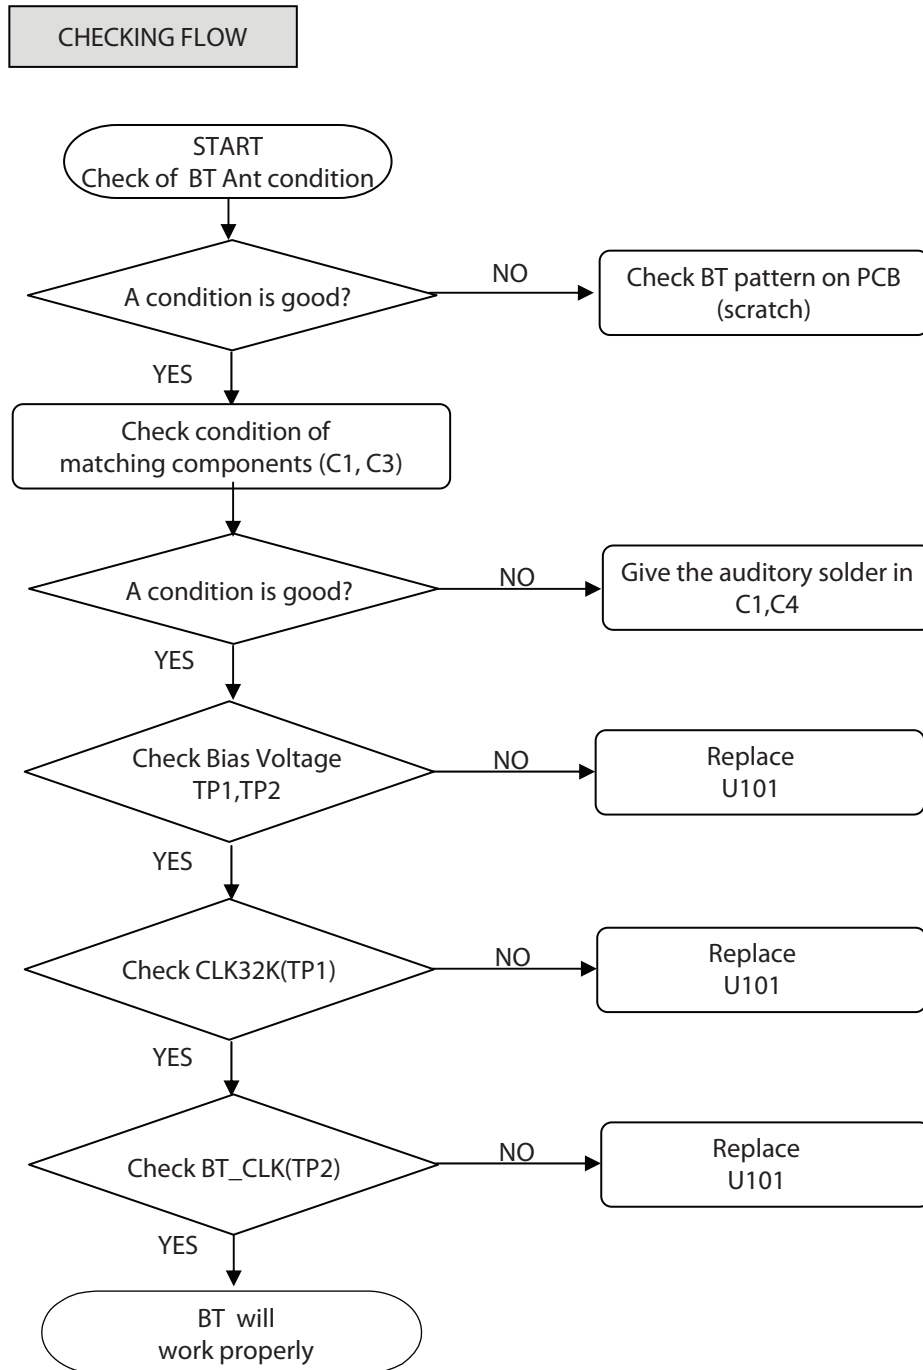 CHECKING FLOW
START
Check of BT Ant condition
A condition is good?
NO
Check BT pattern on PCB
(scratch)
YES
Check condition of
matching components (C1, C3)
A condition is good?
NO
Give the auditory solder in
C1,C4
YES
Check Bias Voltage
TP1,TP2
NO
Replace
U101
YES
Check CLK32K(TP1)
NO
Replace
U101
YES
Check BT_CLK(TP2)
NO
Replace
U101
YES
BT will
work properly